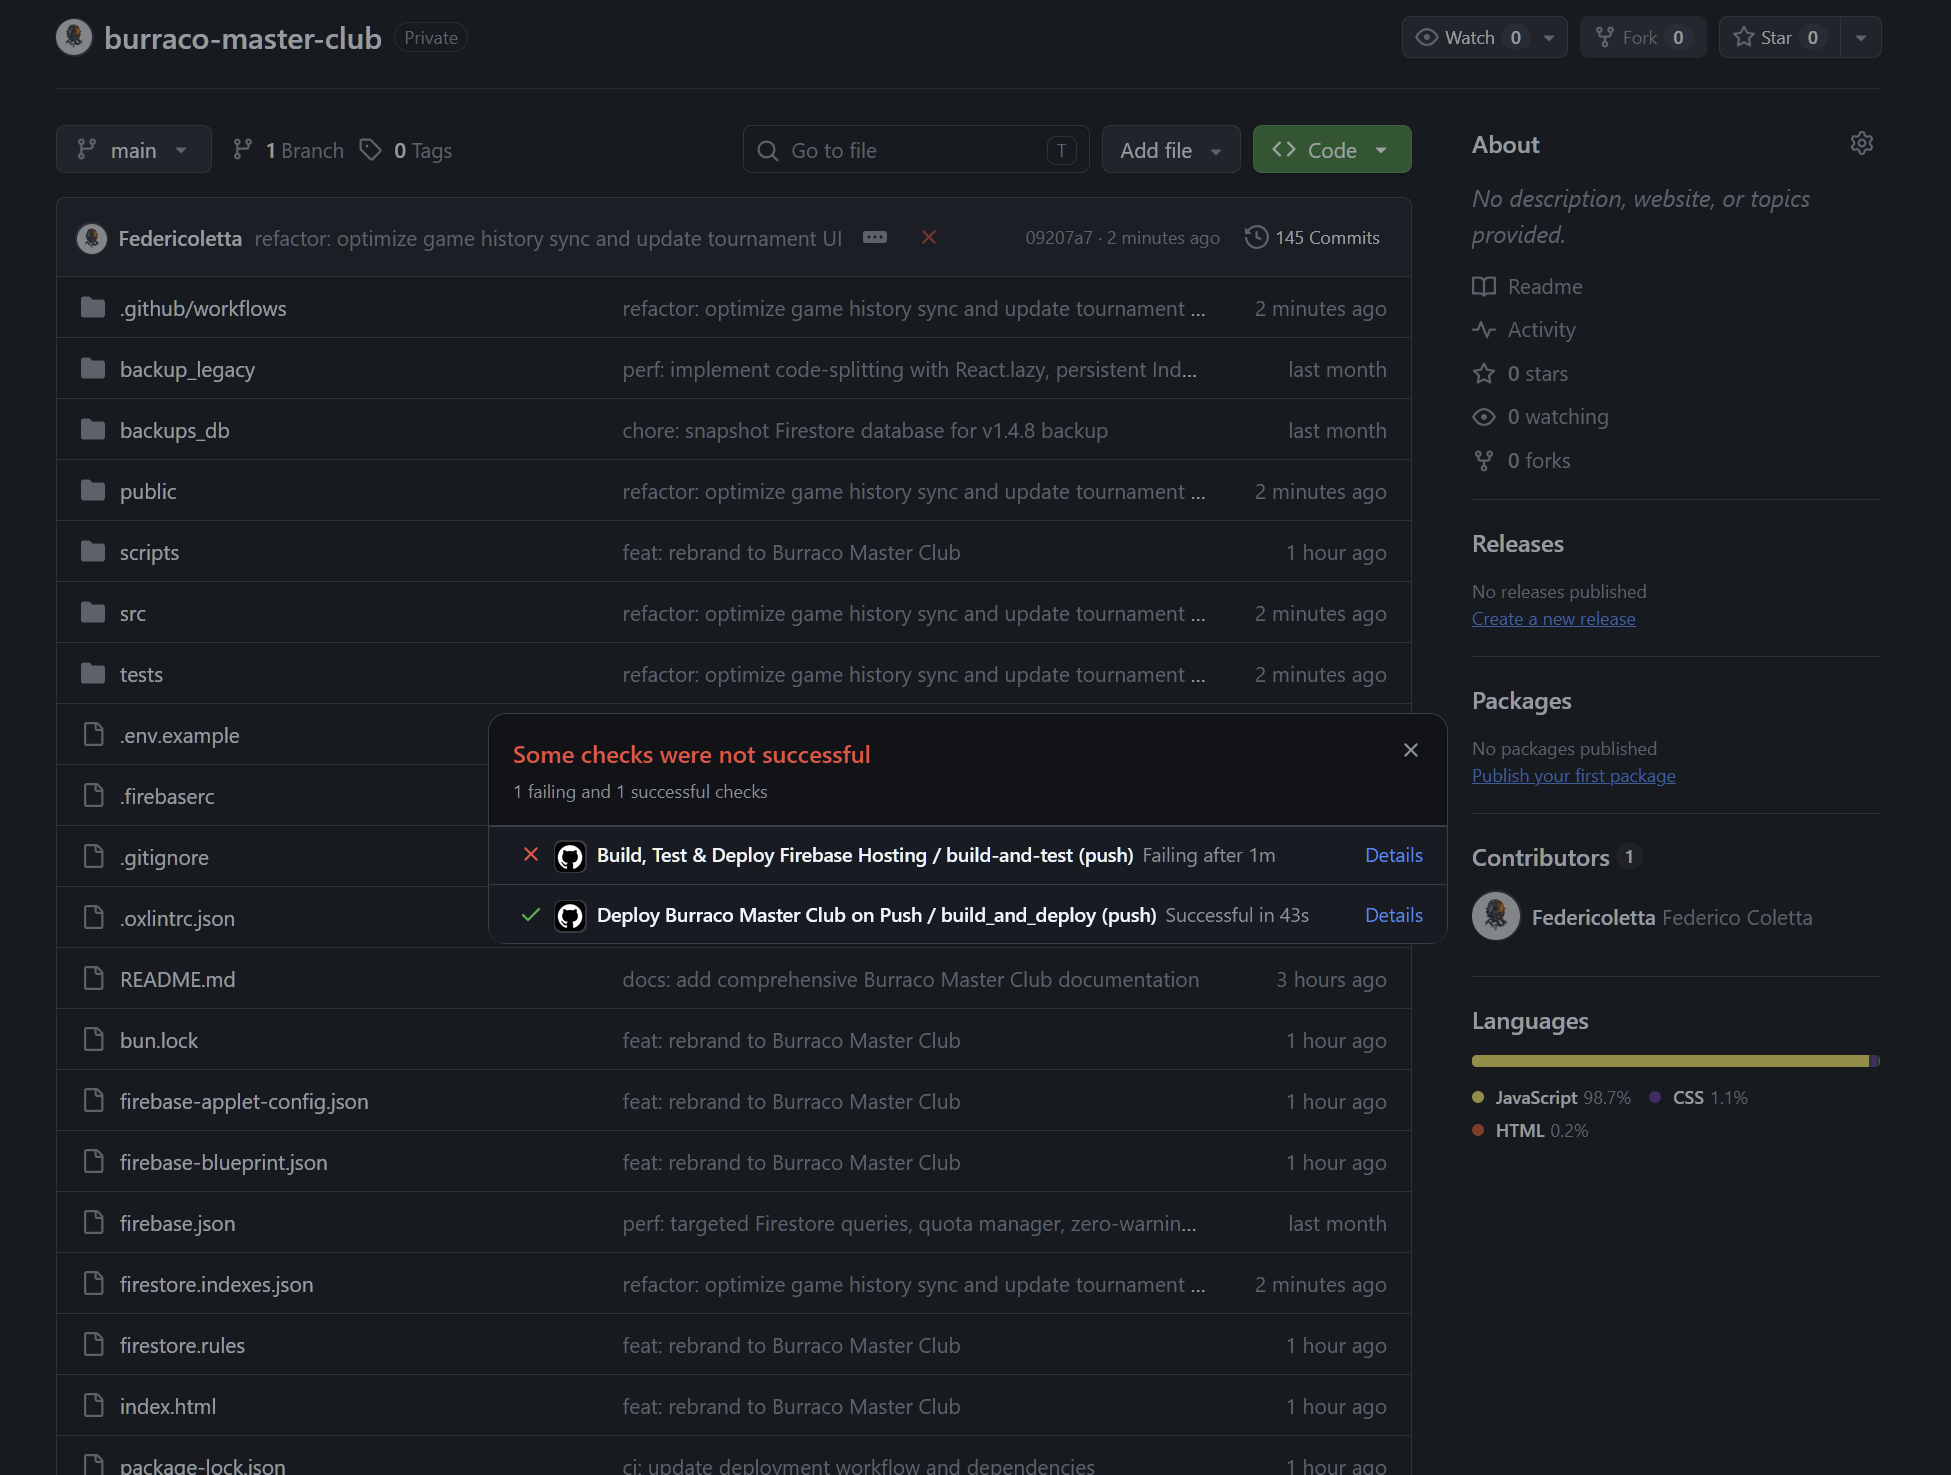 burraco-master-club Private
Watch 0 Fork 0 Star 0
main 1 Branch 0 Tags Go to file T Add file Code
Federicoletta refactor: optimize game history sync and update tournament UI 09207a7 · 2 minutes ago 145 Commits
.github/workflows refactor: optimize game history sync and update tournament ... 2 minutes ago
backup_legacy perf: implement code-splitting with React.lazy, persistent Ind... last month
backups_db chore: snapshot Firestore database for v1.4.8 backup last month
public refactor: optimize game history sync and update tournament ... 2 minutes ago
scripts feat: rebrand to Burraco Master Club 1 hour ago
src refactor: optimize game history sync and update tournament ... 2 minutes ago
tests refactor: optimize game history sync and update tournament ... 2 minutes ago
.env.example
.firebaserc
.gitignore
.oxlintrc.json
Some checks were not successful
1 failing and 1 successful checks
Build, Test & Deploy Firebase Hosting / build-and-test (push) Failing after 1m Details
Deploy Burraco Master Club on Push / build_and_deploy (push) Successful in 43s Details
README.md docs: add comprehensive Burraco Master Club documentation 3 hours ago
bun.lock feat: rebrand to Burraco Master Club 1 hour ago
firebase-applet-config.json feat: rebrand to Burraco Master Club 1 hour ago
firebase-blueprint.json feat: rebrand to Burraco Master Club 1 hour ago
firebase.json perf: targeted Firestore queries, quota manager, zero-warnin... last month
firestore.indexes.json refactor: optimize game history sync and update tournament ... 2 minutes ago
firestore.rules feat: rebrand to Burraco Master Club 1 hour ago
index.html feat: rebrand to Burraco Master Club 1 hour ago
package-lock.json ci: update deployment workflow and dependencies 1 hour ago
About
No description, website, or topics
provided.
Readme
Activity
0 stars
0 watching
0 forks
Releases
No releases published
Create a new release
Packages
No packages published
Publish your first package
Contributors 1
Federicoletta Federico Coletta
Languages
JavaScript 98.7% CSS 1.1%
HTML 0.2%